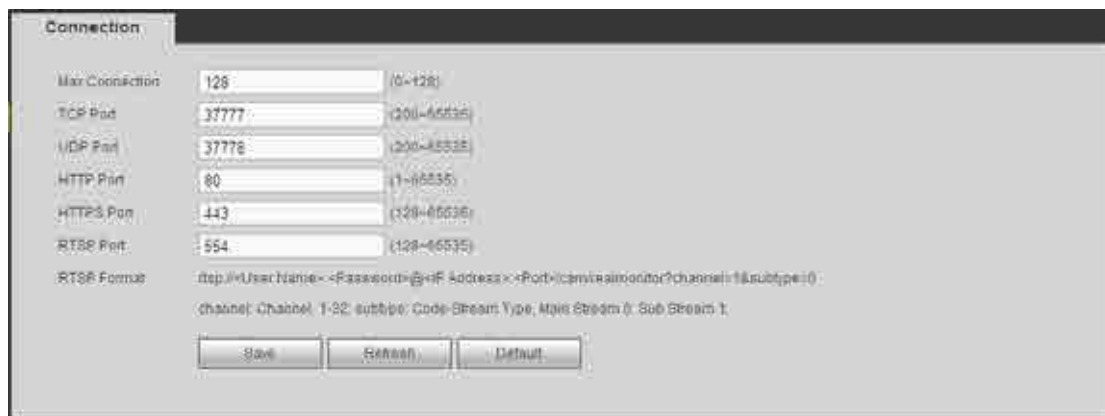 Connection
Max Connection 128 (0~128)
TCP Port 37777 (200~65535)
UDP Port 37778 (200~65535)
HTTP Port 80 (1~65535)
HTTPS Port 443 (128~65535)
RTSP Port 554 (128~65535)
RTSP Format rtsp://<User Name>:<Password>@<IP Address>:<Port>/cam/realmonitor?channel=1&subtype=0
channel: Channel, 1-32; subtype: Code-Stream Type, Main Stream 0, Sub Stream 1.
Save Refresh Default